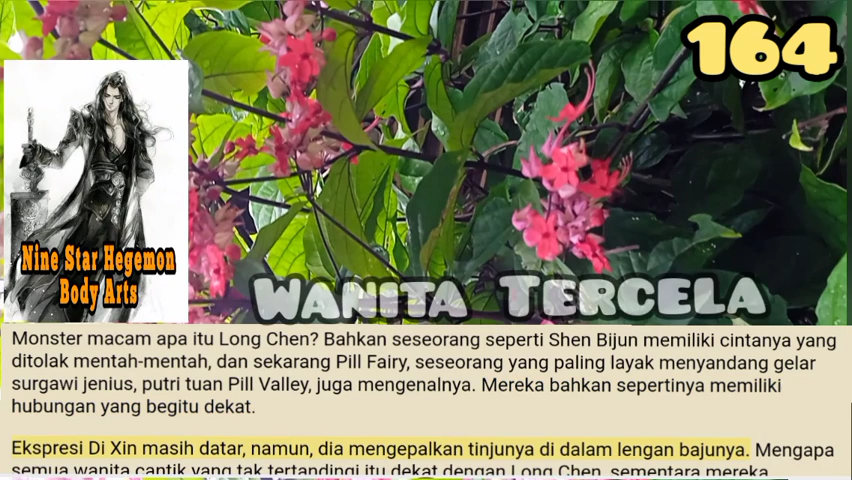 164
Nine Star Hegemon
Body Arts
WANITA TERCELA
Monster macam apa itu Long Chen? Bahkan seseorang seperti Shen Bijun memiliki cintanya yang
ditolak mentah-mentah, dan sekarang Pill Fairy, seseorang yang paling layak menyandang gelar
surgawi jenius, putri tuan Pill Valley, juga mengenalnya. Mereka bahkan sepertinya memiliki
hubungan yang begitu dekat.
Ekspresi Di Xin masih datar, namun, dia mengepalkan tinjunya di dalam lengan bajunya. Mengapa
semua wanita cantik yang tak tertandingi itu dekat dengan Long Chen, sementara mereka